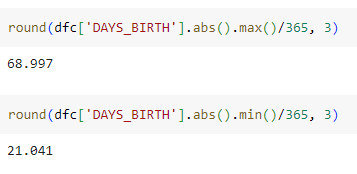 round(dfc['DAYS_BIRTH'].abs().max()/365, 3)
68.997
round(dfc['DAYS_BIRTH'].abs().min()/365, 3)
21.041